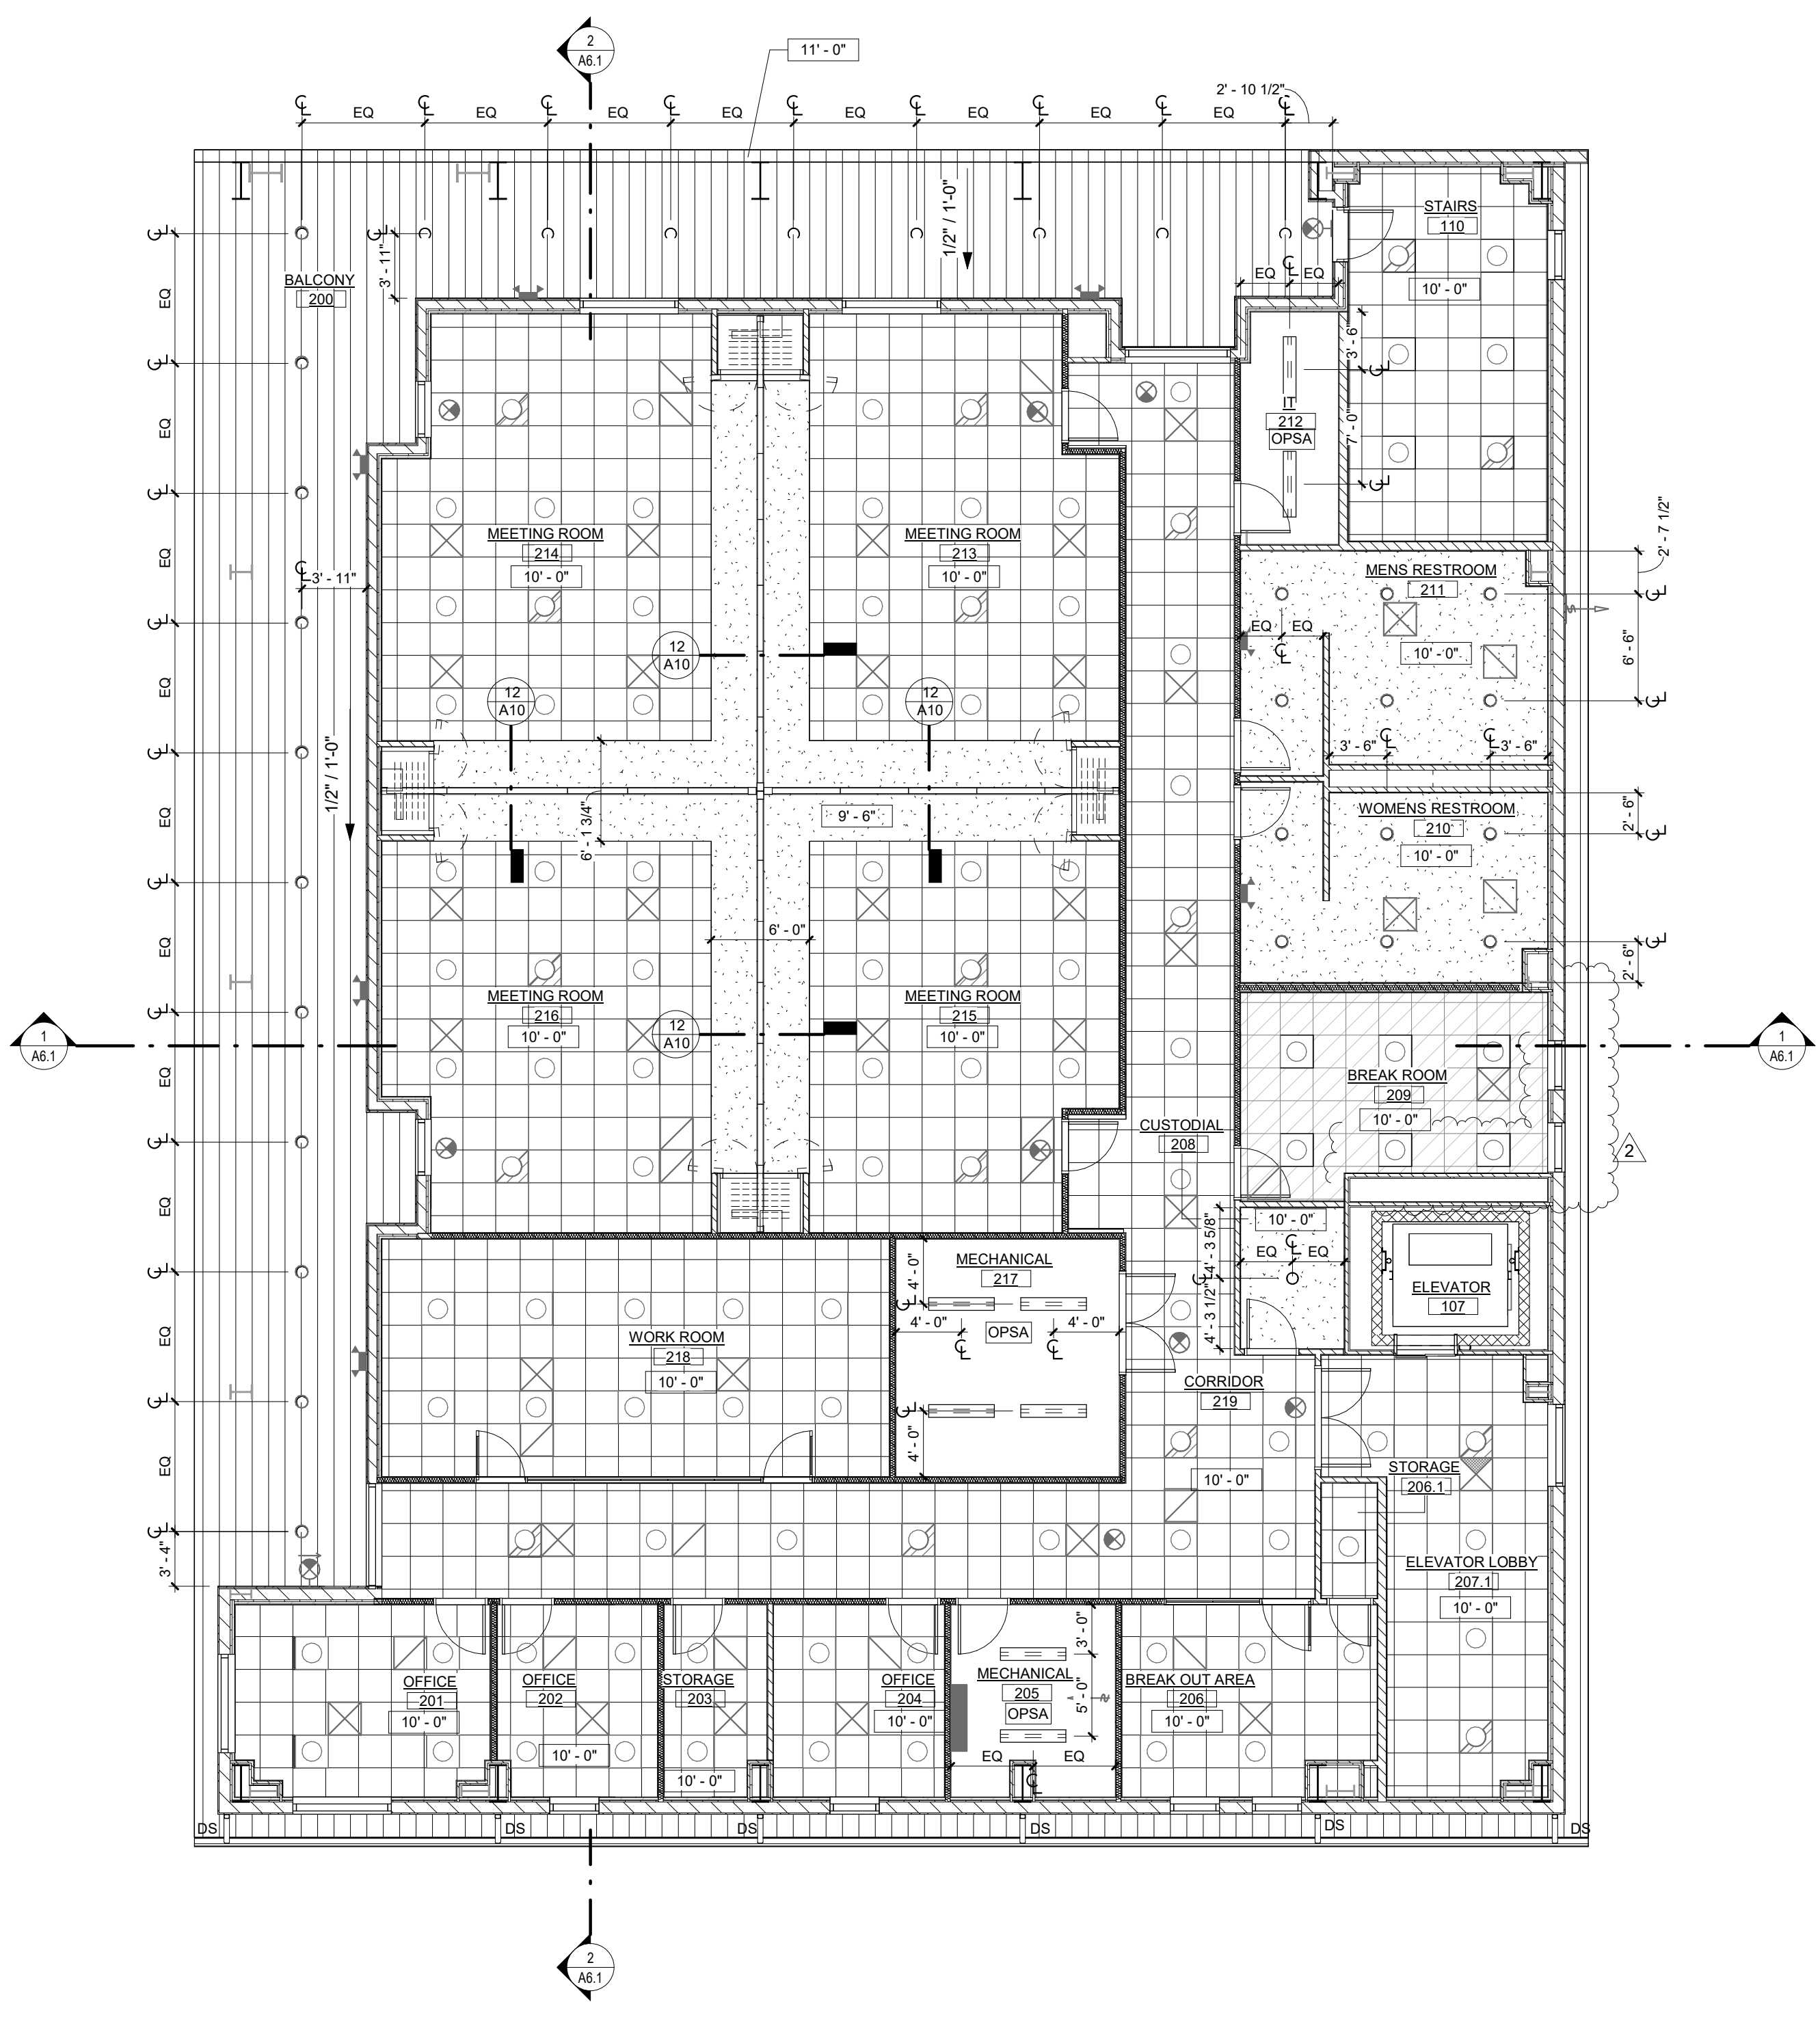 2
A6.1
11' - 0"
2' - 10 1/2"
EQ EQ EQ EQ EQ EQ EQ EQ
1/2" / 1'-0"
STAIRS
110
10' - 0"
BALCONY
200
3' - 11"
EQ EQ
EQ
EQ
EQ
EQ
EQ
EQ
EQ
EQ
EQ
EQ
3' - 4"
3' - 11"
1/2" / 1'-0"
3' - 6"
7' - 0"
IT
212
OPSA
MEETING ROOM
214
10' - 0"
MEETING ROOM
213
10' - 0"
2' - 7 1/2"
MENS RESTROOM
211
10' - 0"
EQ EQ
S
6' - 6"
3' - 6" 3' - 6"
12
A10
12
A10
12
A10
WOMENS RESTROOM
210
10' - 0"
2' - 6"
2' - 6"
9' - 6"
6' - 1 3/4"
6' - 0"
MEETING ROOM
216
10' - 0"
MEETING ROOM
215
10' - 0"
12
A10
1
A6.1
1
A6.1
BREAK ROOM
209
10' - 0"
2
CUSTODIAL
208
10' - 0"
EQ EQ
4' - 3 5/8"
4' - 3 1/2"
ELEVATOR
107
MECHANICAL
217
OPSA
4' - 0"
4' - 0" 4' - 0"
4' - 0"
WORK ROOM
218
10' - 0"
CORRIDOR
219
10' - 0"
STORAGE
206.1
ELEVATOR LOBBY
207.1
10' - 0"
OFFICE
201
10' - 0"
OFFICE
202
10' - 0"
STORAGE
203
10' - 0"
OFFICE
204
10' - 0"
MECHANICAL
205
OPSA
3' - 0"
5' - 0"
EQ EQ
BREAK OUT AREA
206
10' - 0"
DS DS DS DS DS DS
2
A6.1